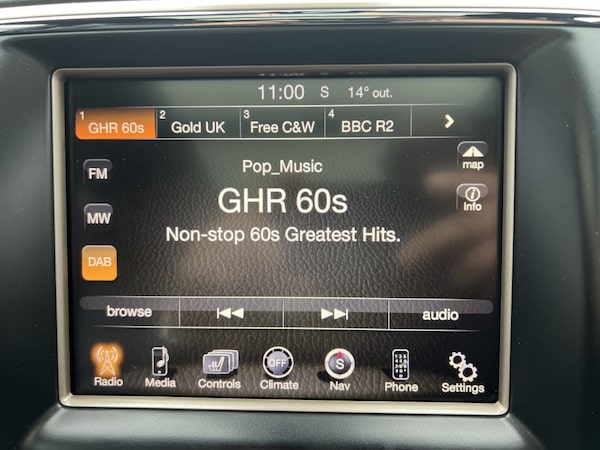 11:00 S 14° out.
1 GHR 60s 2 Gold UK 3 Free C&W 4 BBC R2 >
Pop_Music
map
FM
GHR 60s
info
MW
Non-stop 60s Greatest Hits.
DAB
browse audio
OFF S
Radio Media Controls Climate Nav Phone Settings